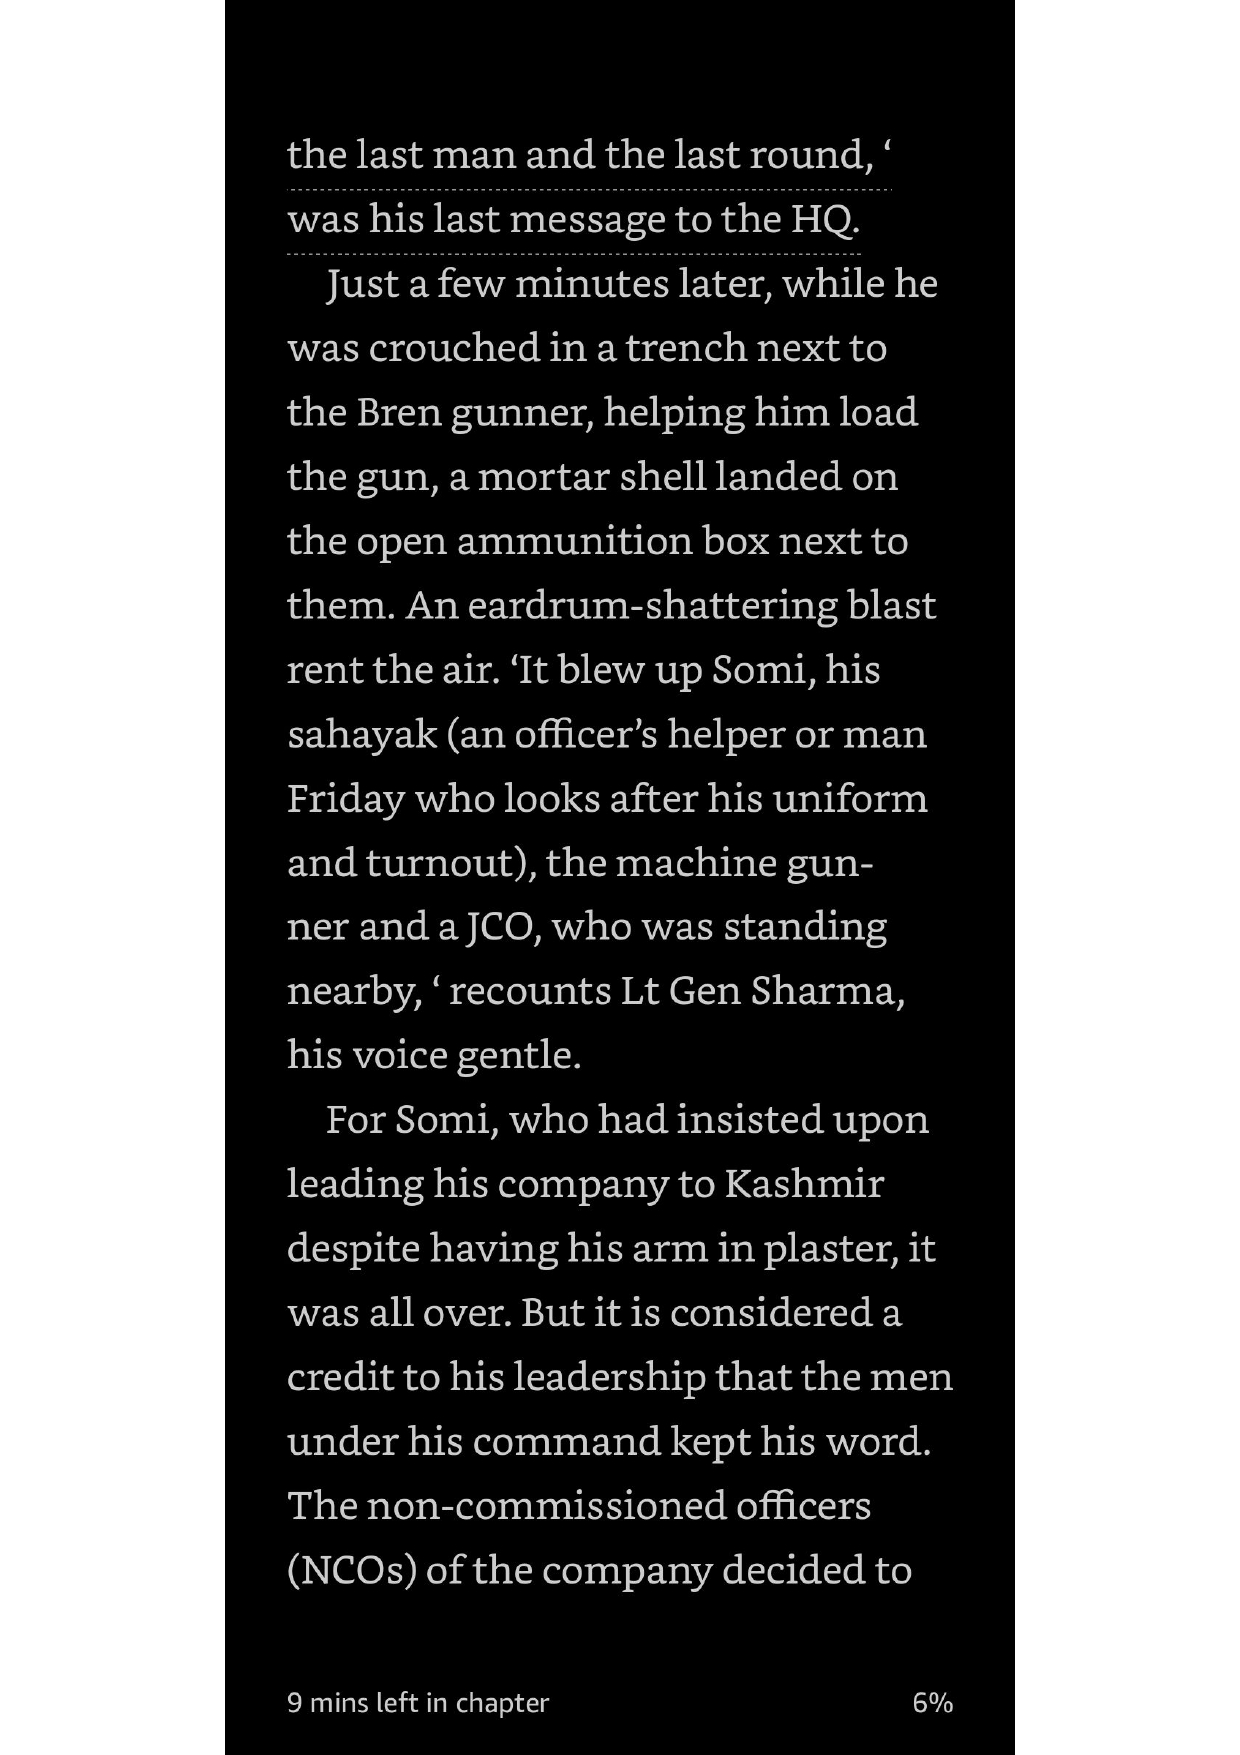 the last man and the last round, ‘
was his last message to the HQ.
Just a few minutes later, while he
was crouched in a trench next to
the Bren gunner, helping him load
the gun, a mortar shell landed on
the open ammunition box next to
them. An eardrum-shattering blast
rent the air. ‘It blew up Somi, his
sahayak (an officer’s helper or man
Friday who looks after his uniform
and turnout), the machine gun-
ner and a JCO, who was standing
nearby, ‘ recounts Lt Gen Sharma,
his voice gentle.
For Somi, who had insisted upon
leading his company to Kashmir
despite having his arm in plaster, it
was all over. But it is considered a
credit to his leadership that the men
under his command kept his word.
The non-commissioned officers
(NCOs) of the company decided to
9 mins left in chapter 6%